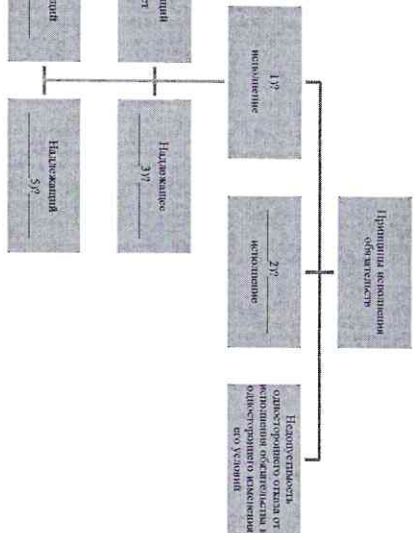 Принципы исполнения
обязательств
1)?
исполнение
2)?
исполнение
Недопустимость
одностороннего отказа от
исполнения обязательства и
одностороннего изменения
его условий
Надлежащее
3)?
Надлежащий
5)?